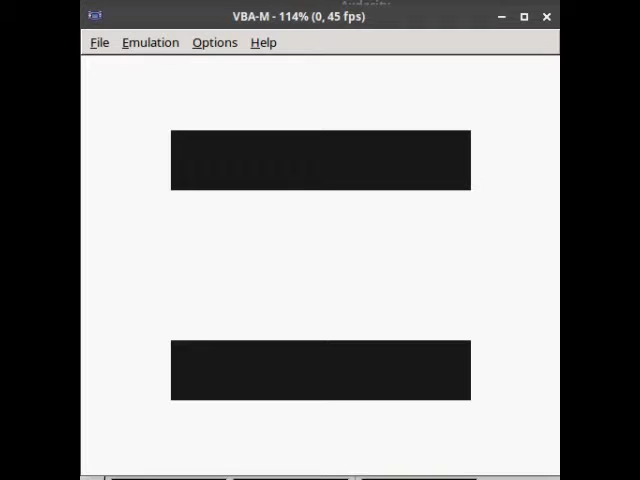 VBA-M - 114% (0, 45 fps)
File Emulation Options Help